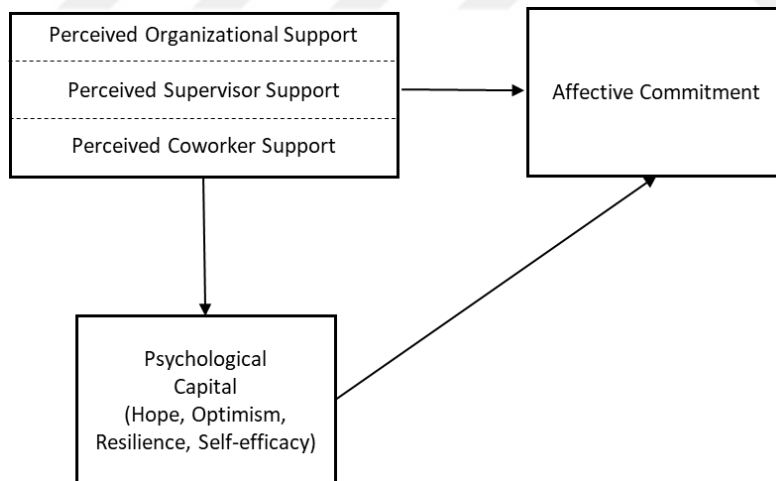 Perceived Organizational Support
Perceived Supervisor Support
Perceived Coworker Support
Affective Commitment
Psychological
Capital
(Hope, Optimism,
Resilience, Self-efficacy)